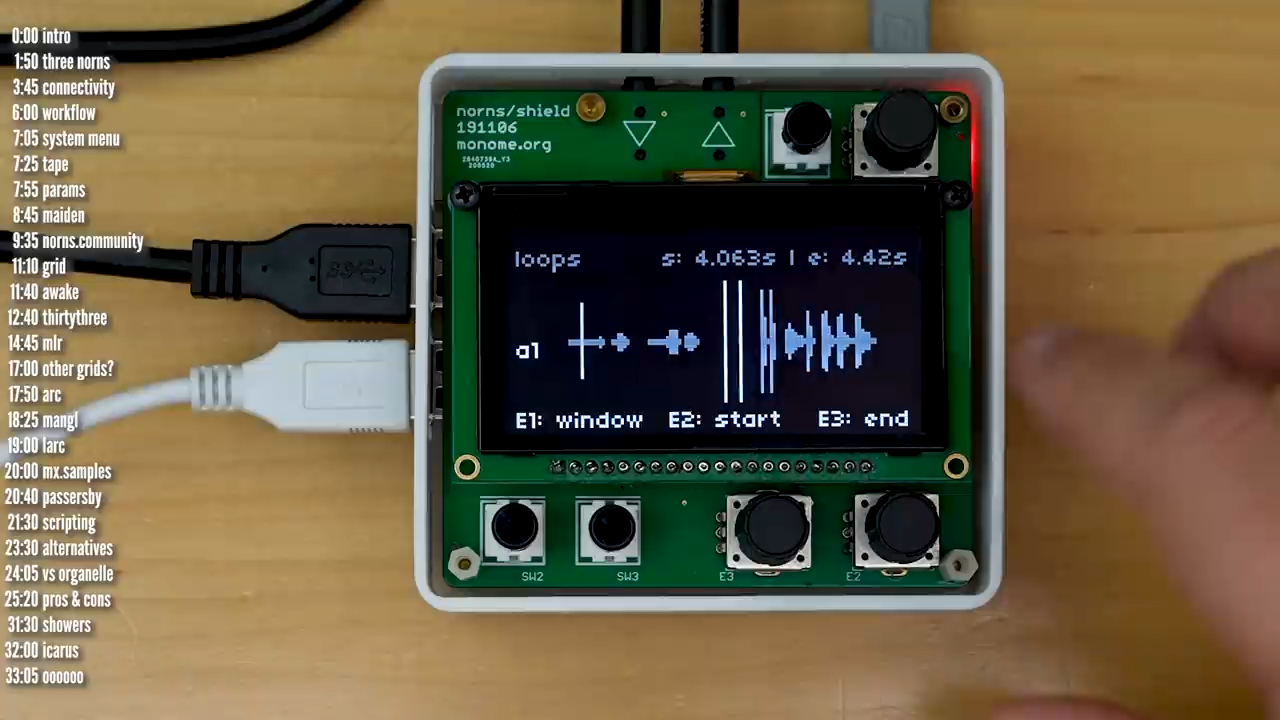 0:00 intro
1:50 three norns
3:45 connectivity
6:00 workflow
7:05 system menu
7:25 tape
7:55 params
8:45 maiden
9:35 norns.community
11:10 grid
11:40 awake
12:40 thirtythree
14:45 mlr
17:00 other grids?
17:50 arc
18:25 mangl
19:00 larc
20:00 mx.samples
20:40 passersby
21:30 scripting
23:30 alternatives
24:05 vs organelle
25:20 pros & cons
31:30 showers
32:00 icarus
33:05 oooooo
norns/shield
191106
monome.org
2840739A_Y3
200520
loops s: 4.063s | e: 4.42s
a1
E1: window E2: start E3: end
SW2 SW3 E3 E2